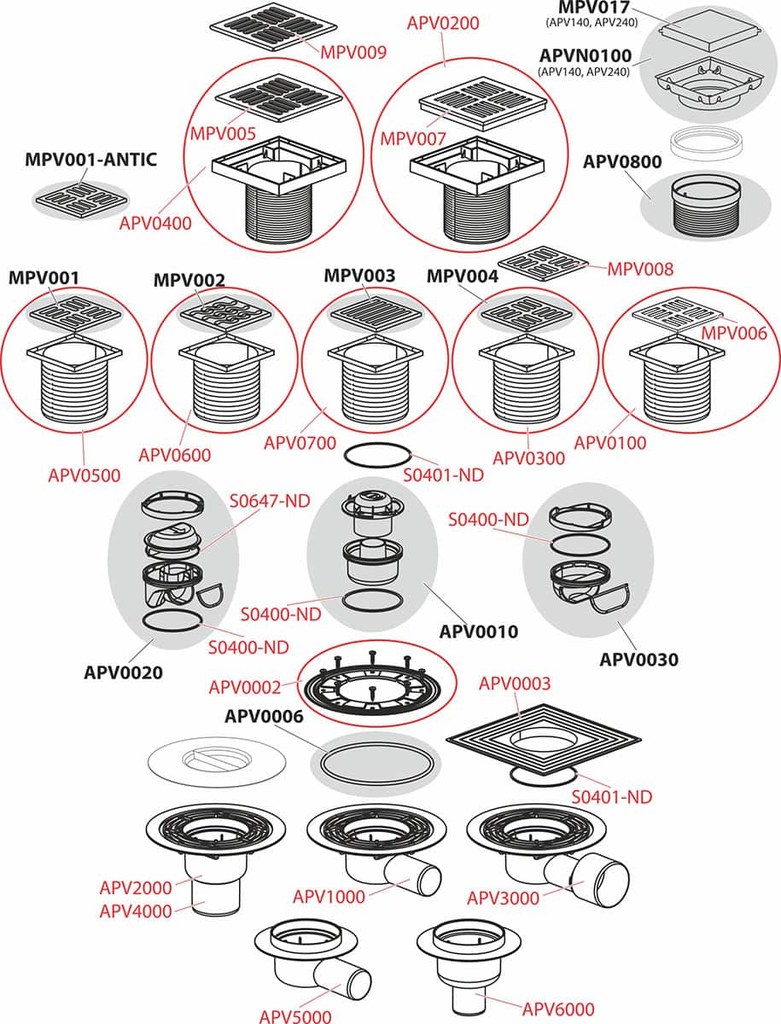 MPV017
(APV140, APV240)
APV0200
MPV009
APVN0100
(APV140, APV240)
MPV005
MPV007
MPV001-ANTIC
APV0800
APV0400
MPV008
MPV001
MPV002
MPV003
MPV004
MPV006
APV0500
APV0600
APV0700
APV0300
APV0100
S0401-ND
S0647-ND
S0400-ND
S0400-ND
APV0010
S0400-ND
APV0020
APV0030
APV0002
APV0003
APV0006
S0401-ND
APV2000
APV4000
APV1000
APV3000
APV5000
APV6000